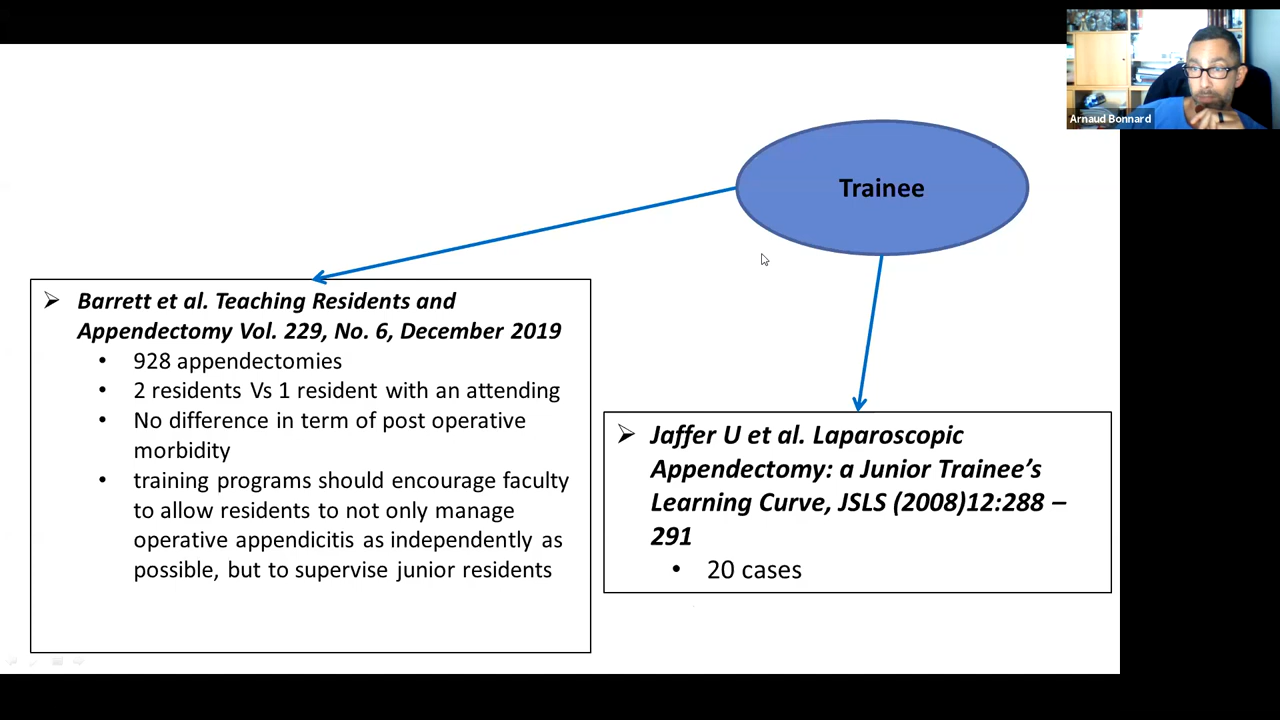 Arnaud Bonnard
Trainee
➢ Barrett et al. Teaching Residents and
Appendectomy Vol. 229, No. 6, December 2019
• 928 appendectomies
• 2 residents Vs 1 resident with an attending
• No difference in term of post operative
morbidity
• training programs should encourage faculty
to allow residents to not only manage
operative appendicitis as independently as
possible, but to supervise junior residents
➢ Jaffer U et al. Laparoscopic
Appendectomy: a Junior Trainee’s
Learning Curve, JSLS (2008)12:288 –
291
• 20 cases